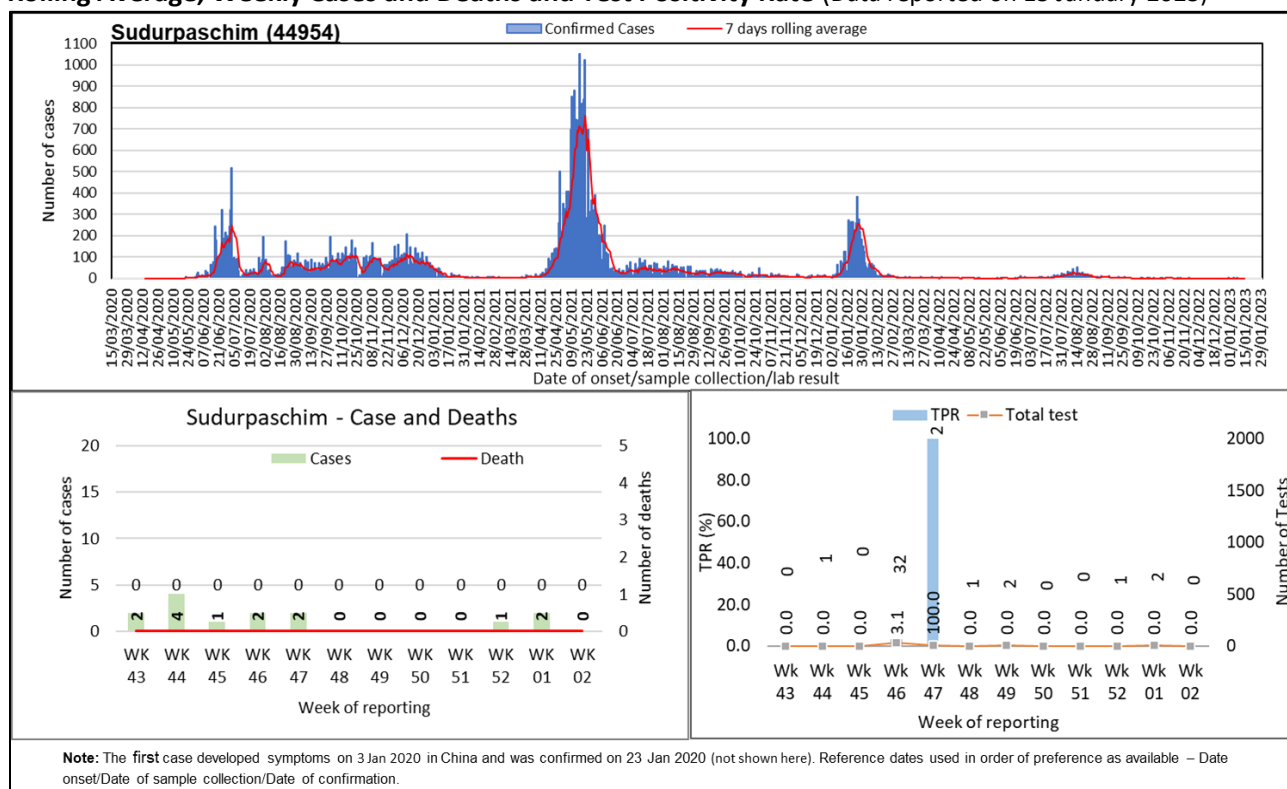 Rolling Average, Weekly Cases and Deaths and Test Positivity Rate (Data reported on 15 January 2023)
Sudurpaschim (44954)
Confirmed Cases 7 days rolling average
Number of cases
1100
1000
900
800
700
600
500
400
300
200
100
0
15/03/2020 29/03/2020 12/04/2020 26/04/2020 10/05/2020 24/05/2020 07/06/2020 21/06/2020 05/07/2020 19/07/2020 02/08/2020 16/08/2020 30/08/2020 13/09/2020 27/09/2020 11/10/2020 25/10/2020 08/11/2020 22/11/2020 06/12/2020 20/12/2020 03/01/2021 17/01/2021 31/01/2021 14/02/2021 28/02/2021 14/03/2021 28/03/2021 11/04/2021 25/04/2021 09/05/2021 23/05/2021 06/06/2021 20/06/2021 04/07/2021 18/07/2021 01/08/2021 15/08/2021 29/08/2021 12/09/2021 26/09/2021 10/10/2021 24/10/2021 07/11/2021 21/11/2021 05/12/2021 19/12/2021 02/01/2022 16/01/2022 30/01/2022 13/02/2022 27/02/2022 13/03/2022 27/03/2022 10/04/2022 24/04/2022 08/05/2022 22/05/2022 05/06/2022 19/06/2022 03/07/2022 17/07/2022 31/07/2022 14/08/2022 28/08/2022 11/09/2022 25/09/2022 09/10/2022 23/10/2022 06/11/2022 20/11/2022 04/12/2022 18/12/2022 01/01/2023 15/01/2023 29/01/2023
Date of onset/sample collection/lab result
Sudurpaschim - Case and Deaths
Cases Death
Number of cases
20
15
10
5
0
5
4
3
2
1
0
Number of deaths
0 0 0 0 0 0 0 0 0 0 0 0
2 4 1 2 2 0 0 0 0 1 2 0
WK WK WK WK WK WK WK WK WK WK WK WK
43 44 45 46 47 48 49 50 51 52 01 02
Week of reporting
TPR Total test
TPR (%)
100.0
80.0
60.0
40.0
20.0
0.0
2000
1500
1000
500
0
Number of Tests
0 1 0 32 2 1 2 0 0 1 2 0
0.0 0.0 0.0 3.1 100.0 0.0 0.0 0.0 0.0 0.0 0.0 0.0
Wk Wk Wk Wk Wk Wk Wk Wk Wk Wk Wk Wk
43 44 45 46 47 48 49 50 51 52 01 02
Week of reporting
Note: The first case developed symptoms on 3 Jan 2020 in China and was confirmed on 23 Jan 2020 (not shown here). Reference dates used in order of preference as available – Date
onset/Date of sample collection/Date of confirmation.